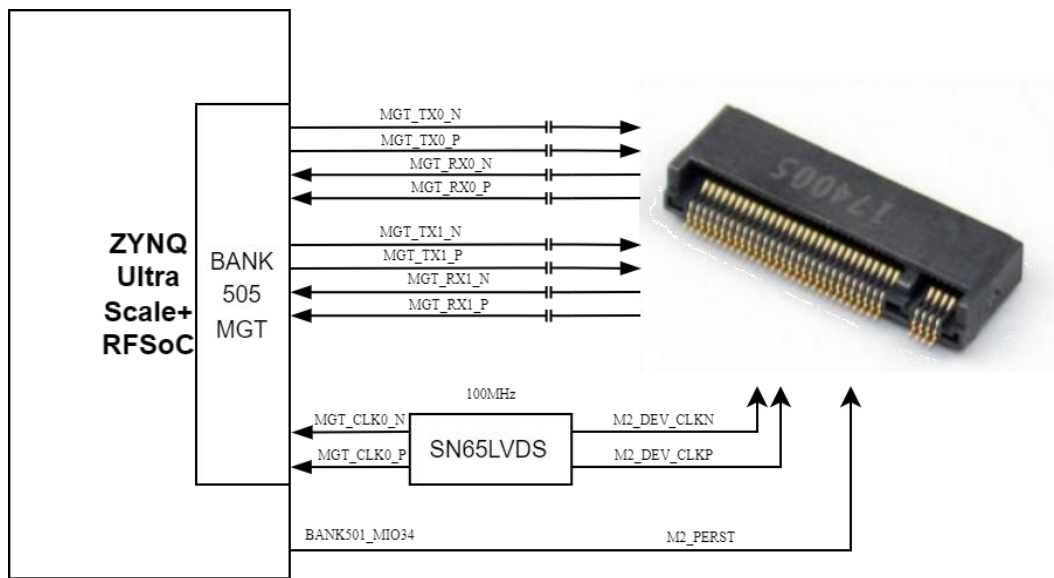 MGT_TX0_N
MGT_TX0_P
MGT_RX0_N
MGT_RX0_P
MGT_TX1_N
MGT_TX1_P
MGT_RX1_N
MGT_RX1_P
ZYNQ
Ultra
Scale+
RFSoC
BANK
505
MGT
174005
100MHz
MGT_CLK0_N
MGT_CLK0_P
SN65LVDS
M2_DEV_CLKN
M2_DEV_CLKP
BANK501_MIO34
M2_PERST